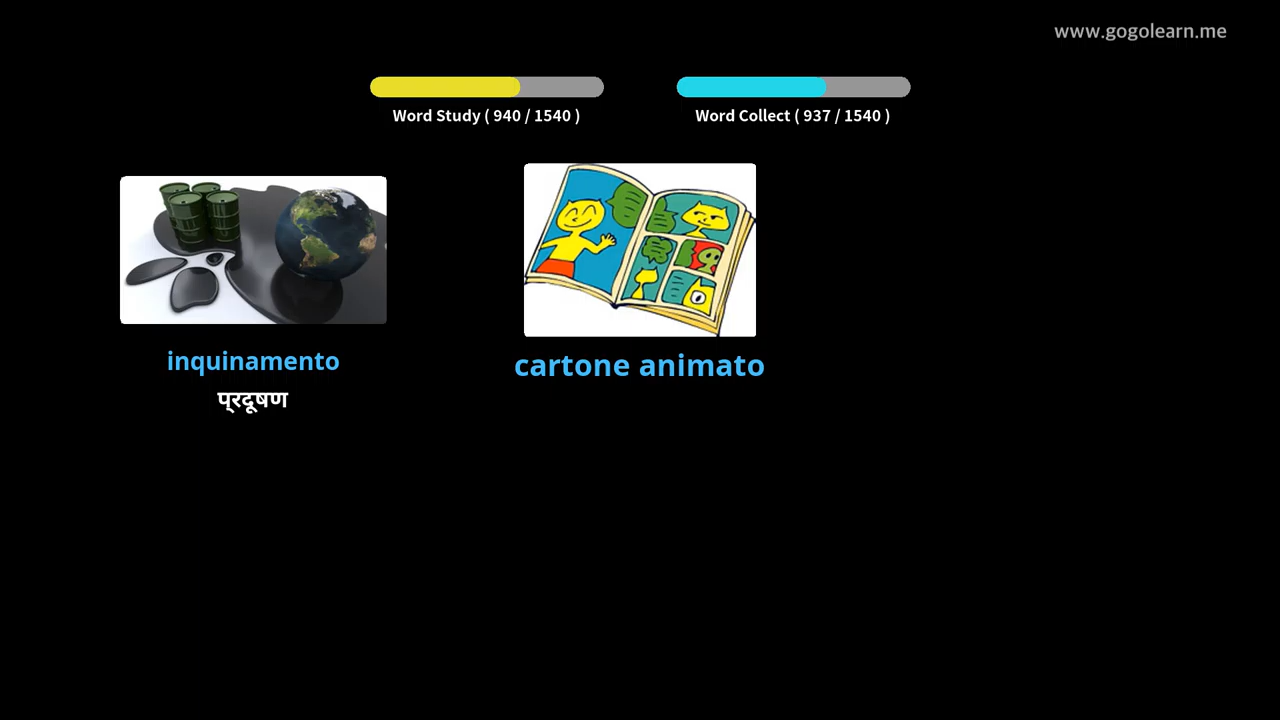 www.gogolearn.me
Word Study ( 940 / 1540 )
Word Collect ( 937 / 1540 )
inquinamento
प्रदूषण
cartone animato